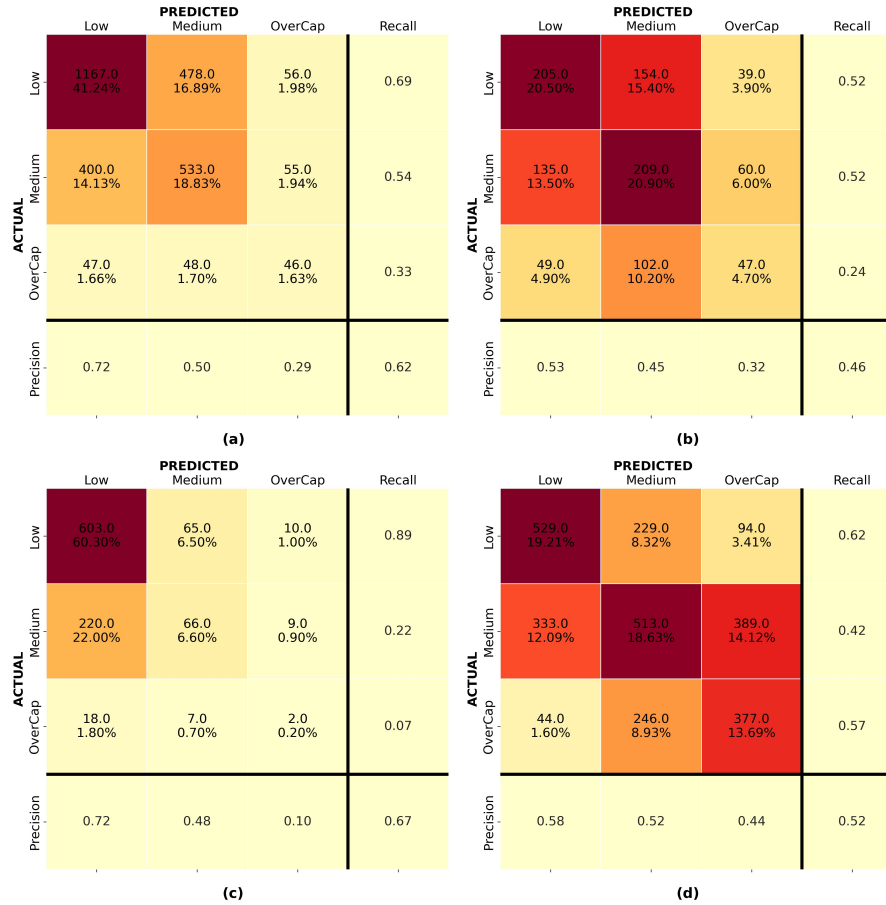 PREDICTED
Low Medium OverCap Recall
ACTUAL
Low 1167.0 478.0 56.0 0.69
41.24% 16.89% 1.98%
Medium 400.0 533.0 55.0 0.54
14.13% 18.83% 1.94%
OverCap 47.0 48.0 46.0 0.33
1.66% 1.70% 1.63%
Precision 0.72 0.50 0.29 0.62
(a)
PREDICTED
Low Medium OverCap Recall
ACTUAL
Low 205.0 154.0 39.0 0.52
20.50% 15.40% 3.90%
Medium 135.0 209.0 60.0 0.52
13.50% 20.90% 6.00%
OverCap 49.0 102.0 47.0 0.24
4.90% 10.20% 4.70%
Precision 0.53 0.45 0.32 0.46
(b)
PREDICTED
Low Medium OverCap Recall
ACTUAL
Low 603.0 65.0 10.0 0.89
60.30% 6.50% 1.00%
Medium 220.0 66.0 9.0 0.22
22.00% 6.60% 0.90%
OverCap 18.0 7.0 2.0 0.07
1.80% 0.70% 0.20%
Precision 0.72 0.48 0.10 0.67
(c)
PREDICTED
Low Medium OverCap Recall
ACTUAL
Low 529.0 229.0 94.0 0.62
19.21% 8.32% 3.41%
Medium 333.0 513.0 389.0 0.42
12.09% 18.63% 14.12%
OverCap 44.0 246.0 377.0 0.57
1.60% 8.93% 13.69%
Precision 0.58 0.52 0.44 0.52
(d)